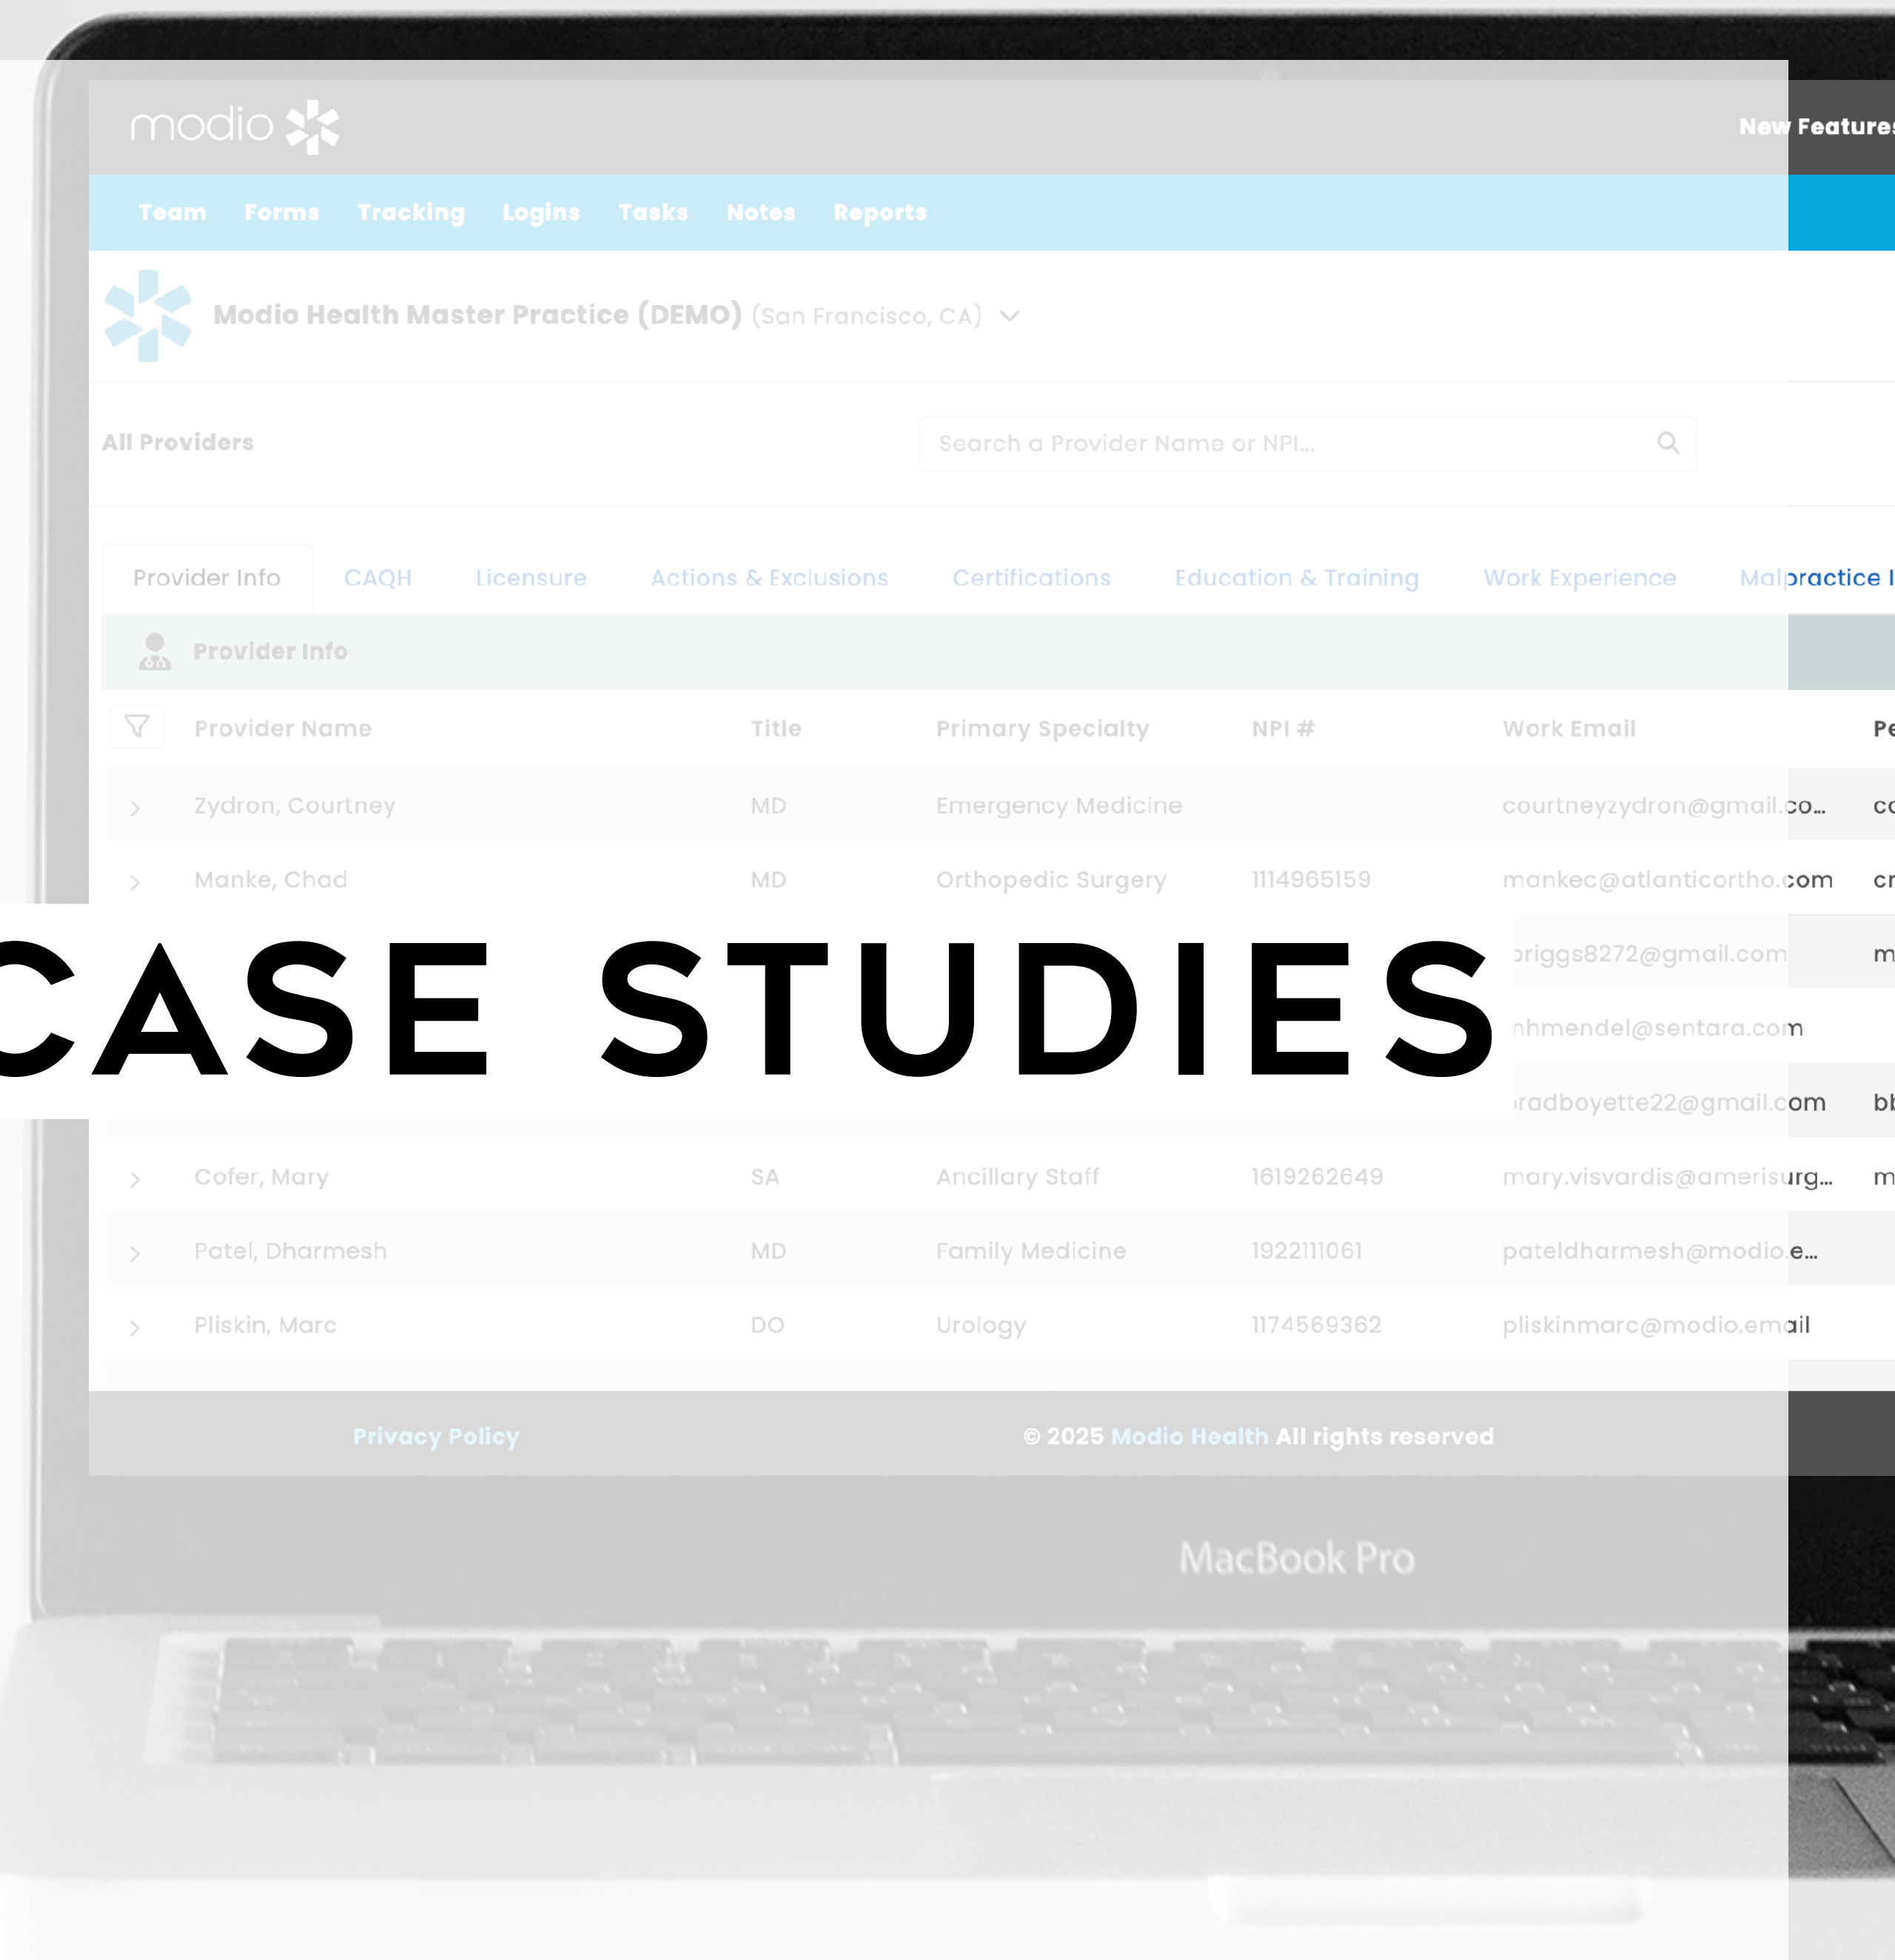 modio
New Features
Team Forms Tracking Logins Tasks Notes Reports
Modio Health Master Practice (DEMO) (San Francisco, CA)
All Providers Search a Provider Name or NPI...
Provider Info CAQH Licensure Actions & Exclusions Certifications Education & Training Work Experience Malpractice I
Provider Info
Provider Name Title Primary Specialty NPI # Work Email Pe
Zydron, Courtney MD Emergency Medicine courtneyzydron@gmail.co... cc
Manke, Chad MD Orthopedic Surgery 1114965159 mankec@atlanticortho.com
briggs8272@gmail.com m
CASE STUDIES
nhmendel@sentara.com
bradboyette22@gmail.com bb
Cofer, Mary SA Ancillary Staff 1619262649 mary.visvardis@amerisurg... m
Patel, Dharmesh MD Family Medicine 1922111061 pateldharmesh@modio.e...
Pliskin, Marc DO Urology 1174569362 pliskinmarc@modio.email
Privacy Policy © 2025 Modio Health All rights reserved
MacBook Pro